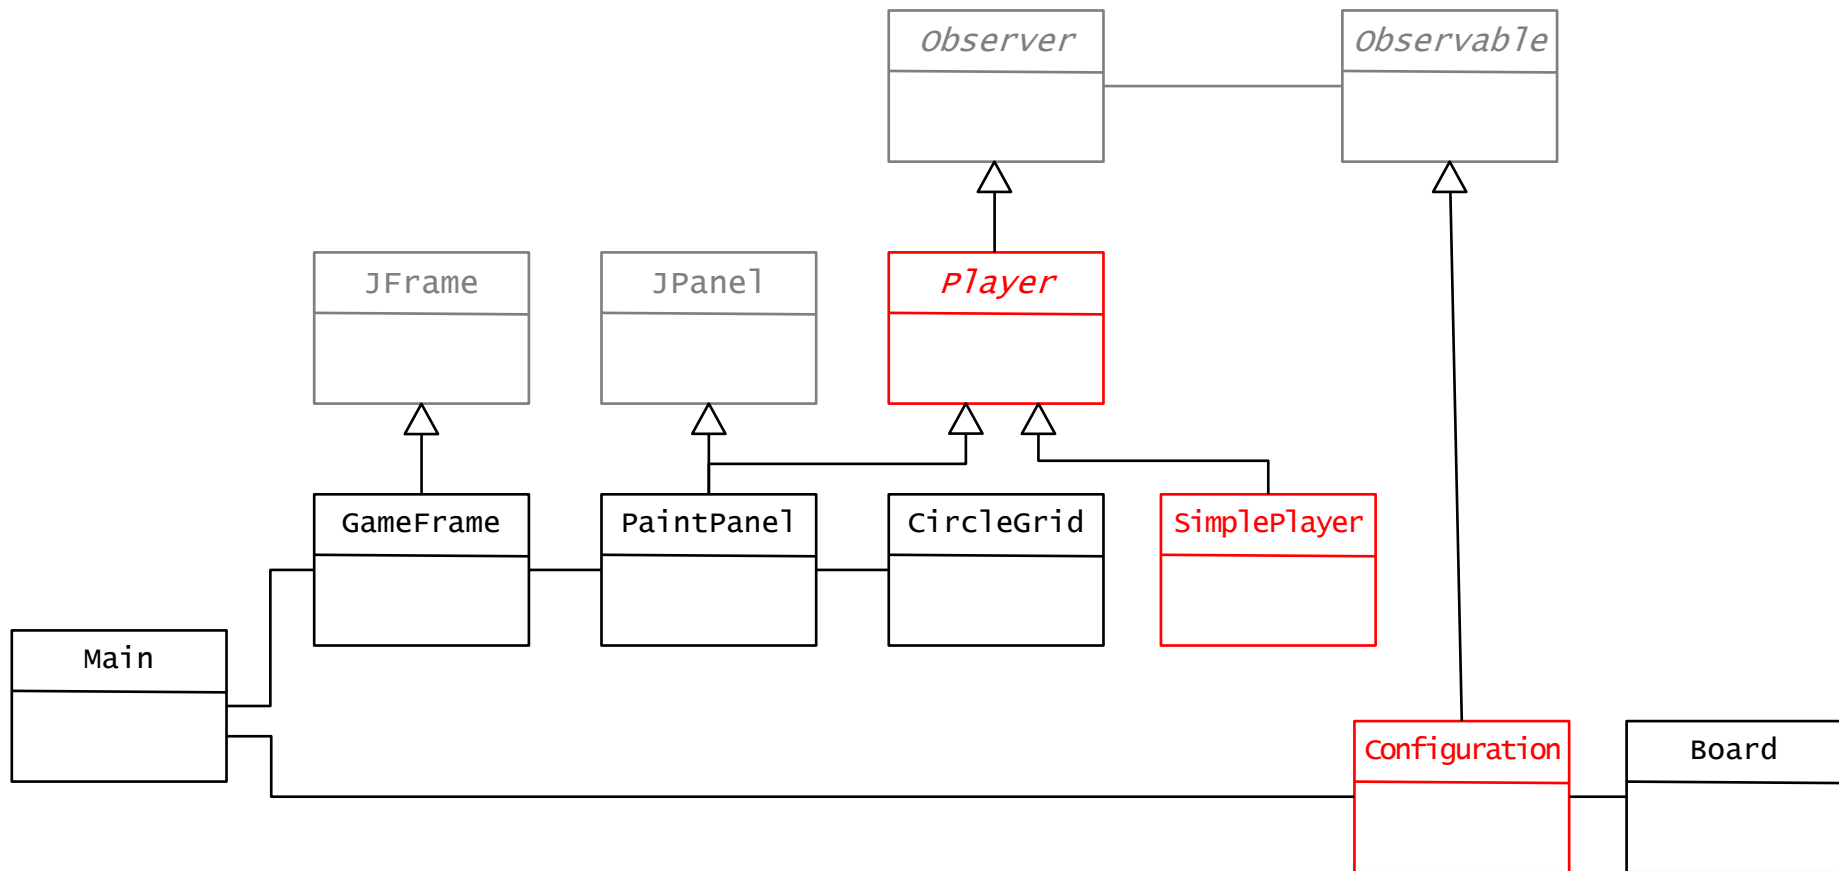 Observer
Observable
JFrame
JPanel
Player
GameFrame
PaintPanel
CircleGrid
SimplePlayer
Main
Configuration
Board